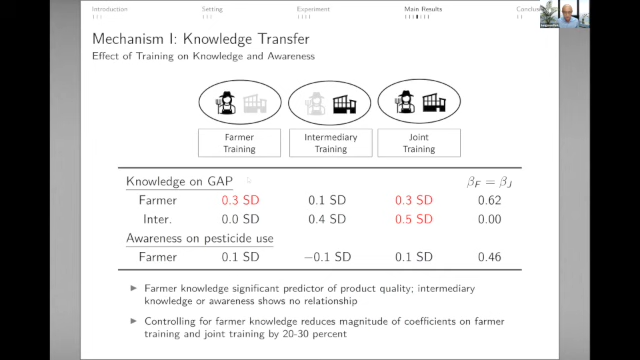 Introduction Setting Experiment Main Results Conclus
Mechanism I: Knowledge Transfer
Effect of Training on Knowledge and Awareness
Farmer Training
Intermediary Training
Joint Training
Knowledge on GAP β_F = β_J
Farmer 0.3 SD 0.1 SD 0.3 SD 0.62
Inter. 0.0 SD 0.4 SD 0.5 SD 0.00
Awareness on pesticide use
Farmer 0.1 SD −0.1 SD 0.1 SD 0.46
Farmer knowledge significant predictor of product quality; intermediary
knowledge or awareness shows no relationship
Controlling for farmer knowledge reduces magnitude of coefficients on farmer
training and joint training by 20-30 percent